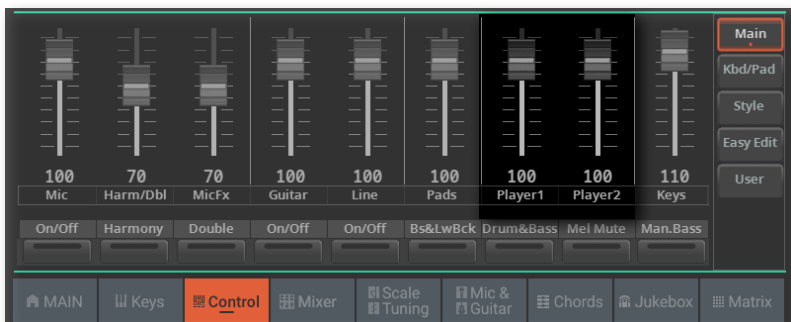 Main
Kbd/Pad
Style
Easy Edit
User
100 70 70 100 100 100 100 100 110
Mic Harm/Dbl MicFx Guitar Line Pads Player1 Player2 Keys
On/Off Harmony Double On/Off On/Off Bs&LwBck Drum&Bass Mel Mute Man.Bass
MAIN Keys Control Mixer Scale Tuning Mic & Guitar Chords Jukebox Matrix